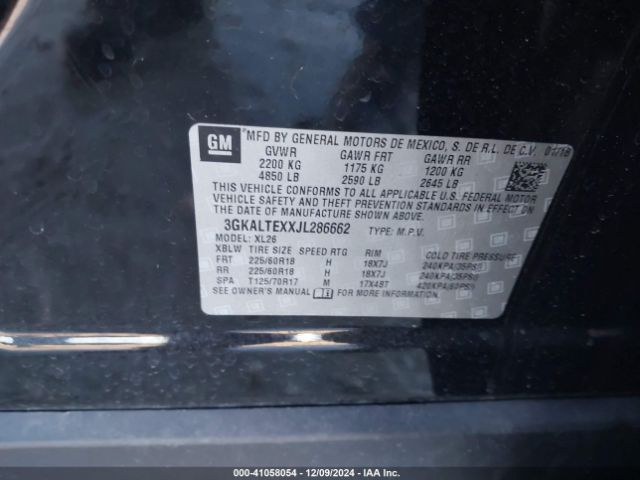 GM MFD BY GENERAL MOTORS DE MEXICO, S. DE R.L. DE C.V. 01/18
GVWR GAWR FRT GAWR RR
2200 KG 1175 KG 1200 KG
4850 LB 2590 LB 2645 LB
THIS VEHICLE CONFORMS TO ALL APPLICABLE U.S. FEDERAL MOTOR
VEHICLE SAFETY AND THEFT PREVENTION STANDARDS IN EFFECT ON
THE DATE OF MANUFACTURE SHOWN ABOVE.
3GKALTEXXJL286662 TYPE: M.P.V.
MODEL: XL26
XBLW TIRE SIZE SPEED RTG RIM COLD TIRE PRESSURE
FRT 225/60R18 H 18X7J 240KPA/35PSI
RR 225/60R18 H 18X7J 240KPA/35PSI
SPA T125/70R17 M 17X4BT 420KPA/60PSI
SEE OWNER'S MANUAL FOR MORE INFORMATION.
000-41058054 - 12/09/2024 - IAA Inc.